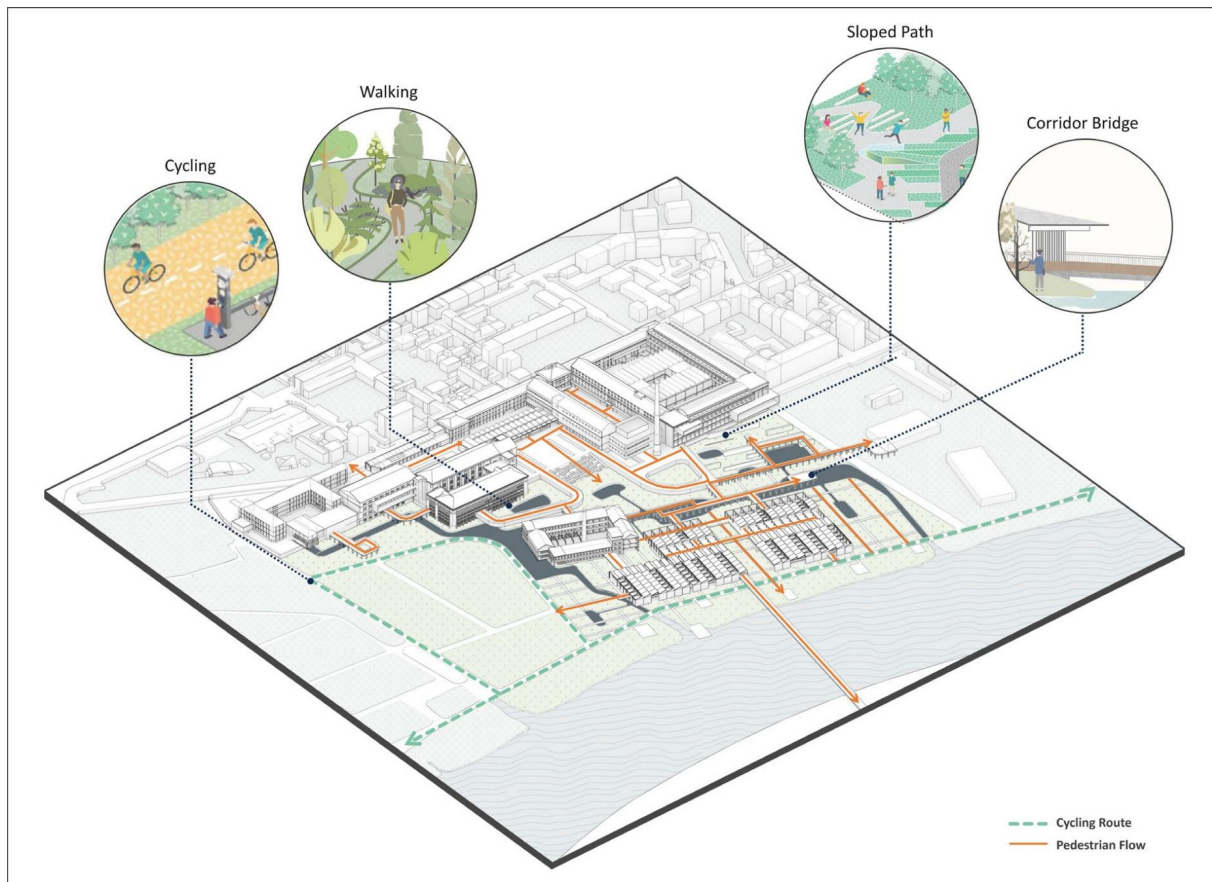 Sloped Path
Walking
Corridor Bridge
Cycling
Cycling Route
Pedestrian Flow